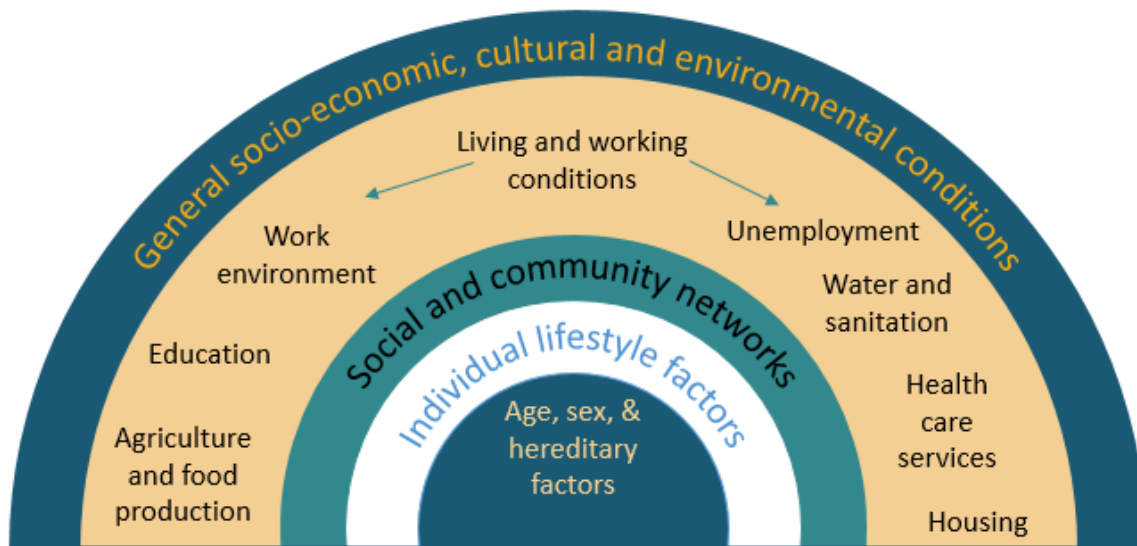 General socio-economic, cultural and environmental conditions
Living and working
conditions
Work
environment
Unemployment
Water and
sanitation
Education
Health
care
services
Agriculture
and food
production
Housing
Social and community networks
Individual lifestyle factors
Age, sex, &
hereditary
factors